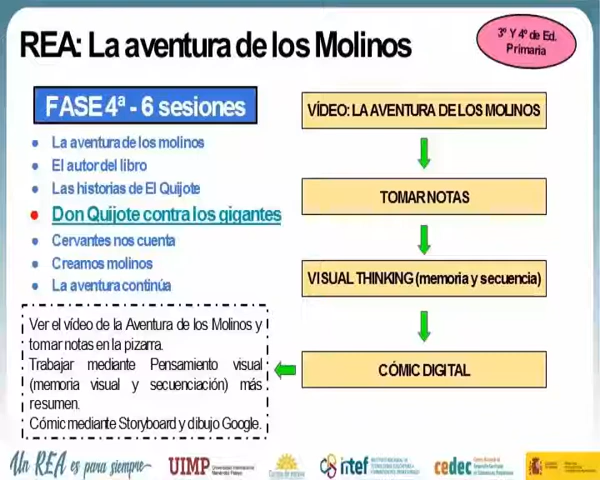 REA: La aventura de los Molinos
3º Y 4º de Ed.
Primaria
FASE 4ª - 6 sesiones
La aventura de los molinos
El autor del libro
Las historias de El Quijote
Don Quijote contra los gigantes
Cervantes nos cuenta
Creamos molinos
La aventura continúa
VÍDEO: LA AVENTURA DE LOS MOLINOS
TOMAR NOTAS
VISUAL THINKING (memoria y secuencia)
CÓMIC DIGITAL
Ver el vídeo de la Aventura de los Molinos y
tomar notas en la pizarra.
Trabajar mediante Pensamiento visual
(memoria visual y secuenciación) más
resumen.
Cómic mediante Storyboard y dibujo Google.
Un REA es para siempre
UIMP
intef
cedec